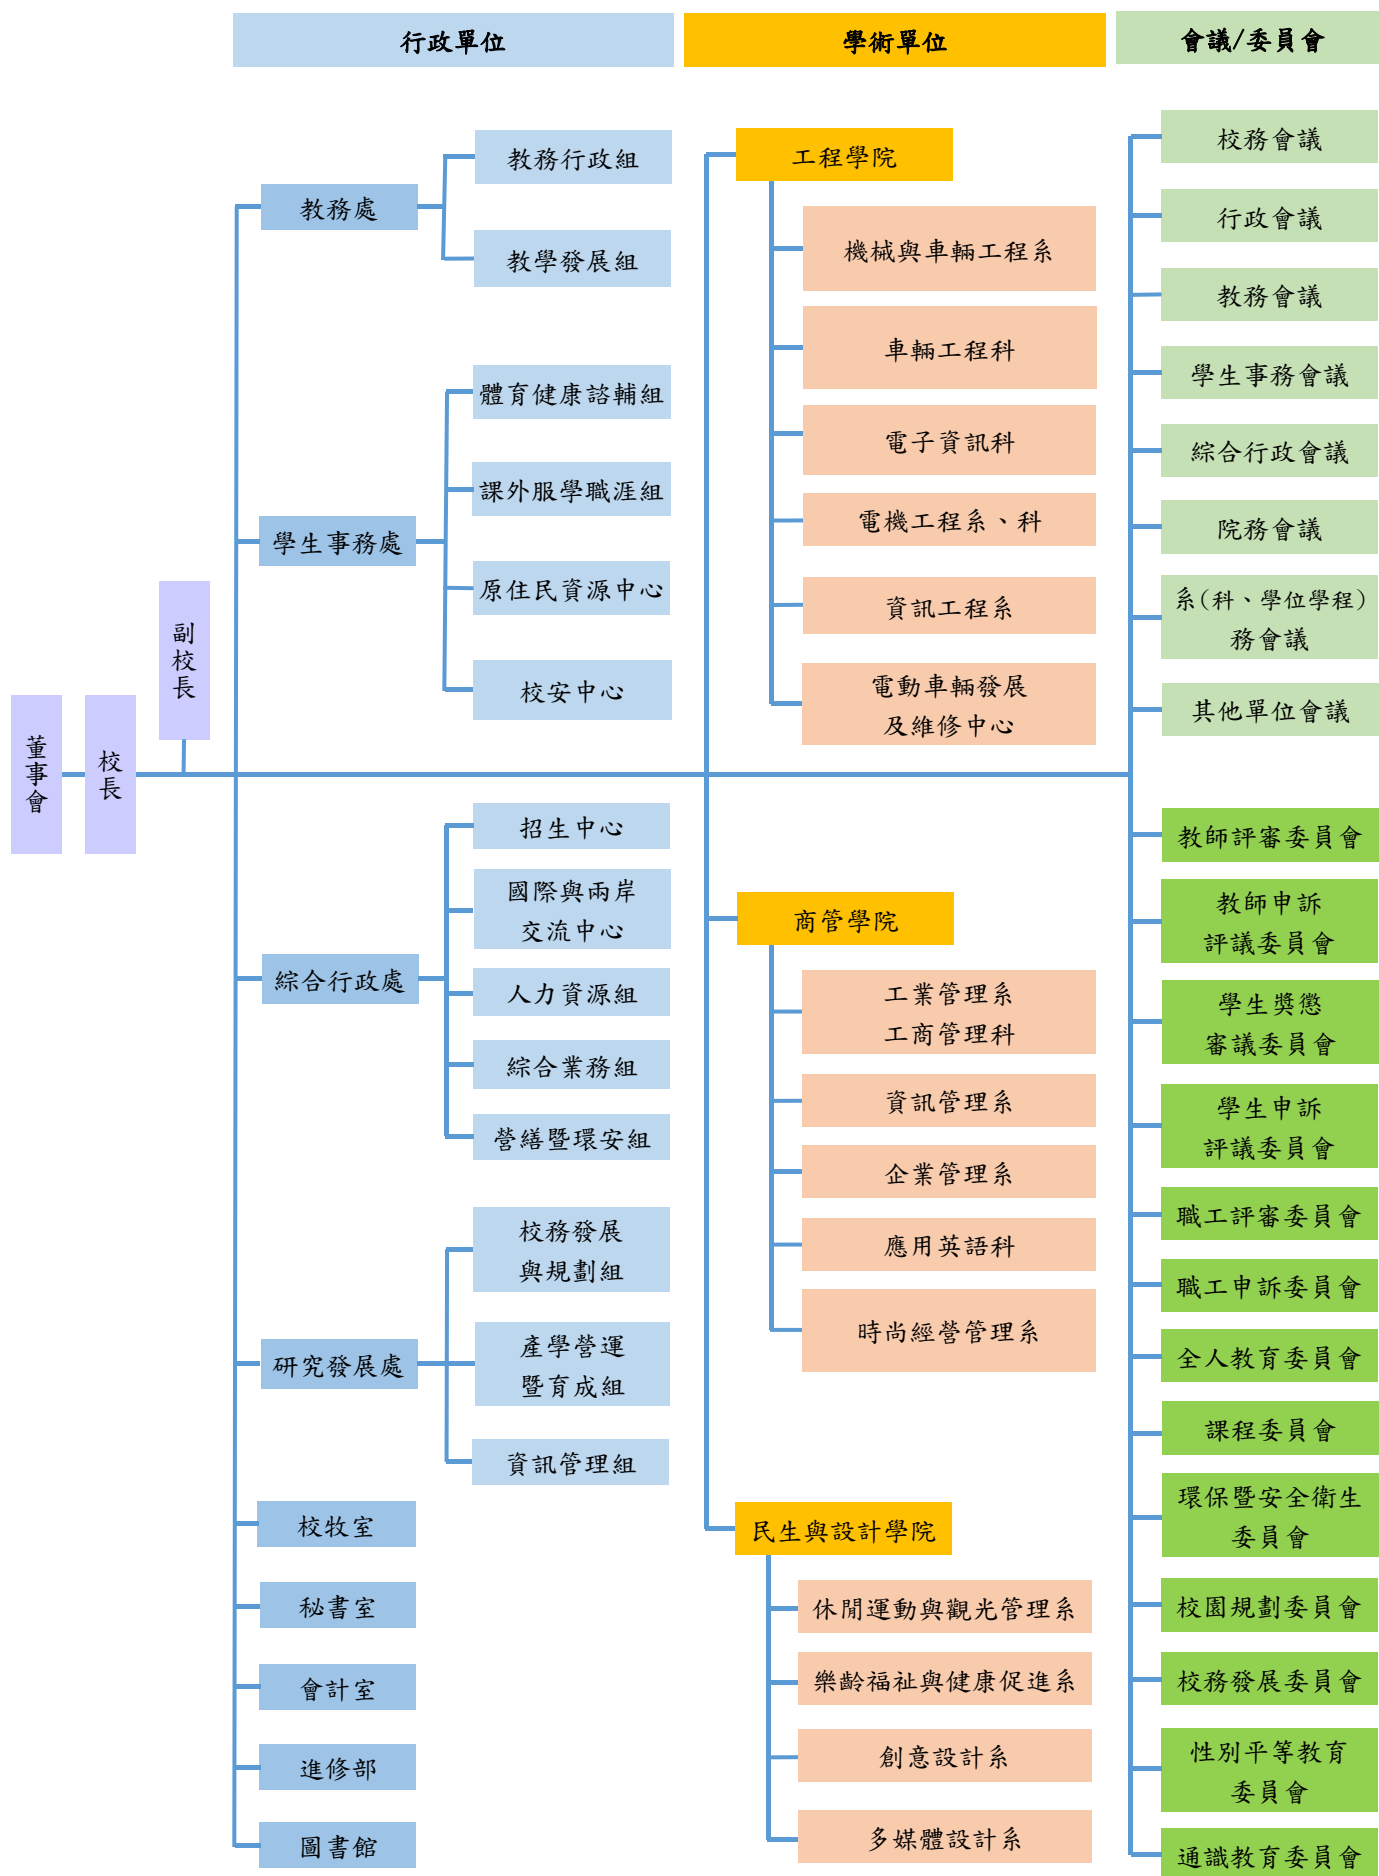 行政單位
學術單位
會議/委員會
董事會
校長
副校長
教務處
教務行政組
教學發展組
學生事務處
體育健康諮輔組
課外服學職涯組
原住民資源中心
校安中心
綜合行政處
招生中心
國際與兩岸
交流中心
人力資源組
綜合業務組
營繕暨環安組
研究發展處
校務發展
與規劃組
產學營運
暨育成組
資訊管理組
校牧室
秘書室
會計室
進修部
圖書館
工程學院
機械與車輛工程系
車輛工程科
電子資訊科
電機工程系、科
資訊工程系
電動車輛發展
及維修中心
商管學院
工業管理系
工商管理科
資訊管理系
企業管理系
應用英語科
時尚經營管理系
民生與設計學院
休閒運動與觀光管理系
樂齡福祉與健康促進系
創意設計系
多媒體設計系
校務會議
行政會議
教務會議
學生事務會議
綜合行政會議
院務會議
系(科、學位學程)
務會議
其他單位會議
教師評審委員會
教師申訴
評議委員會
學生獎懲
審議委員會
學生申訴
評議委員會
職工評審委員會
職工申訴委員會
全人教育委員會
課程委員會
環保暨安全衛生
委員會
校園規劃委員會
校務發展委員會
性別平等教育
委員會
通識教育委員會